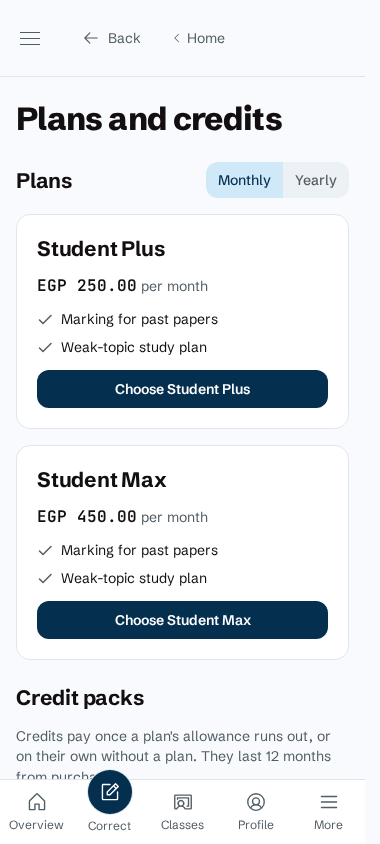 Back
Home
Plans and credits
Plans
Monthly
Yearly
Student Plus
EGP 250.00 per month
Marking for past papers
Weak-topic study plan
Choose Student Plus
Student Max
EGP 450.00 per month
Marking for past papers
Weak-topic study plan
Choose Student Max
Credit packs
Credits pay once a plan's allowance runs out, or
on their own without a plan. They last 12 months
from
Overview
Correct
Classes
Profile
More